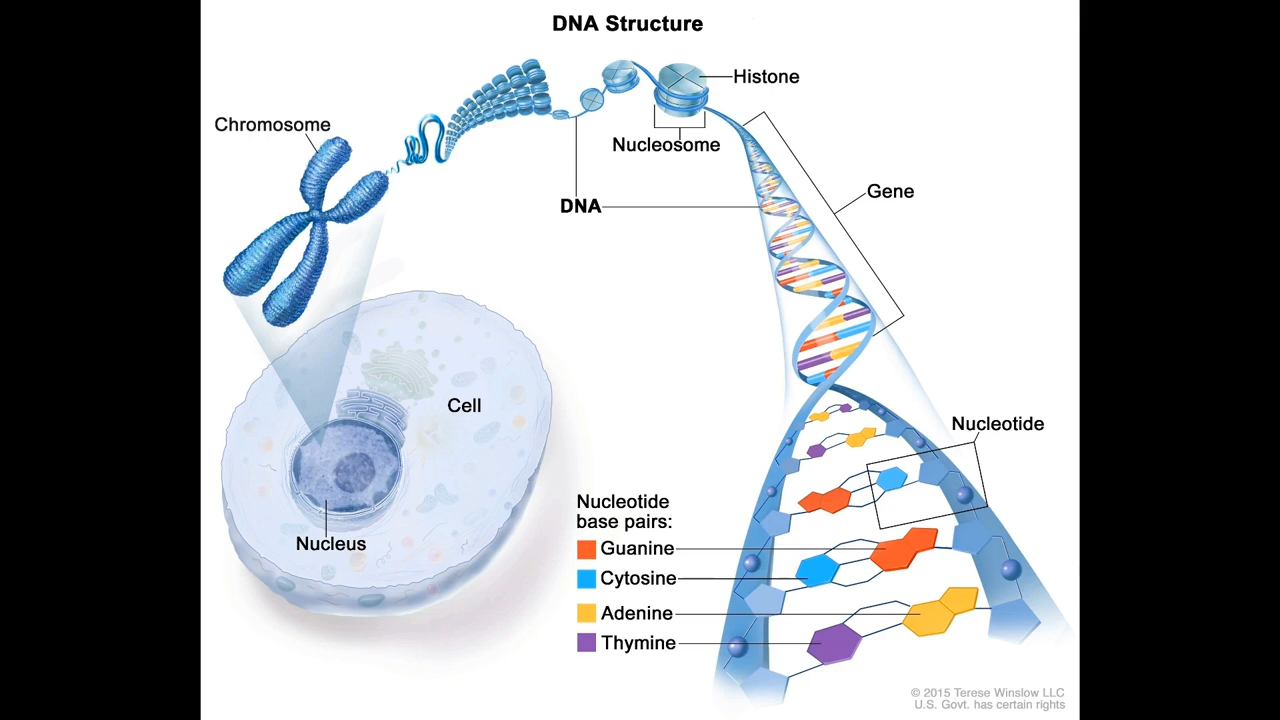 DNA Structure
Histone
Chromosome
Nucleosome
Gene
DNA
Cell
Nucleotide
Nucleus
Nucleotide
base pairs:
Guanine
Cytosine
Adenine
Thymine
© 2015 Terese Winslow LLC
U.S. Govt. has certain rights